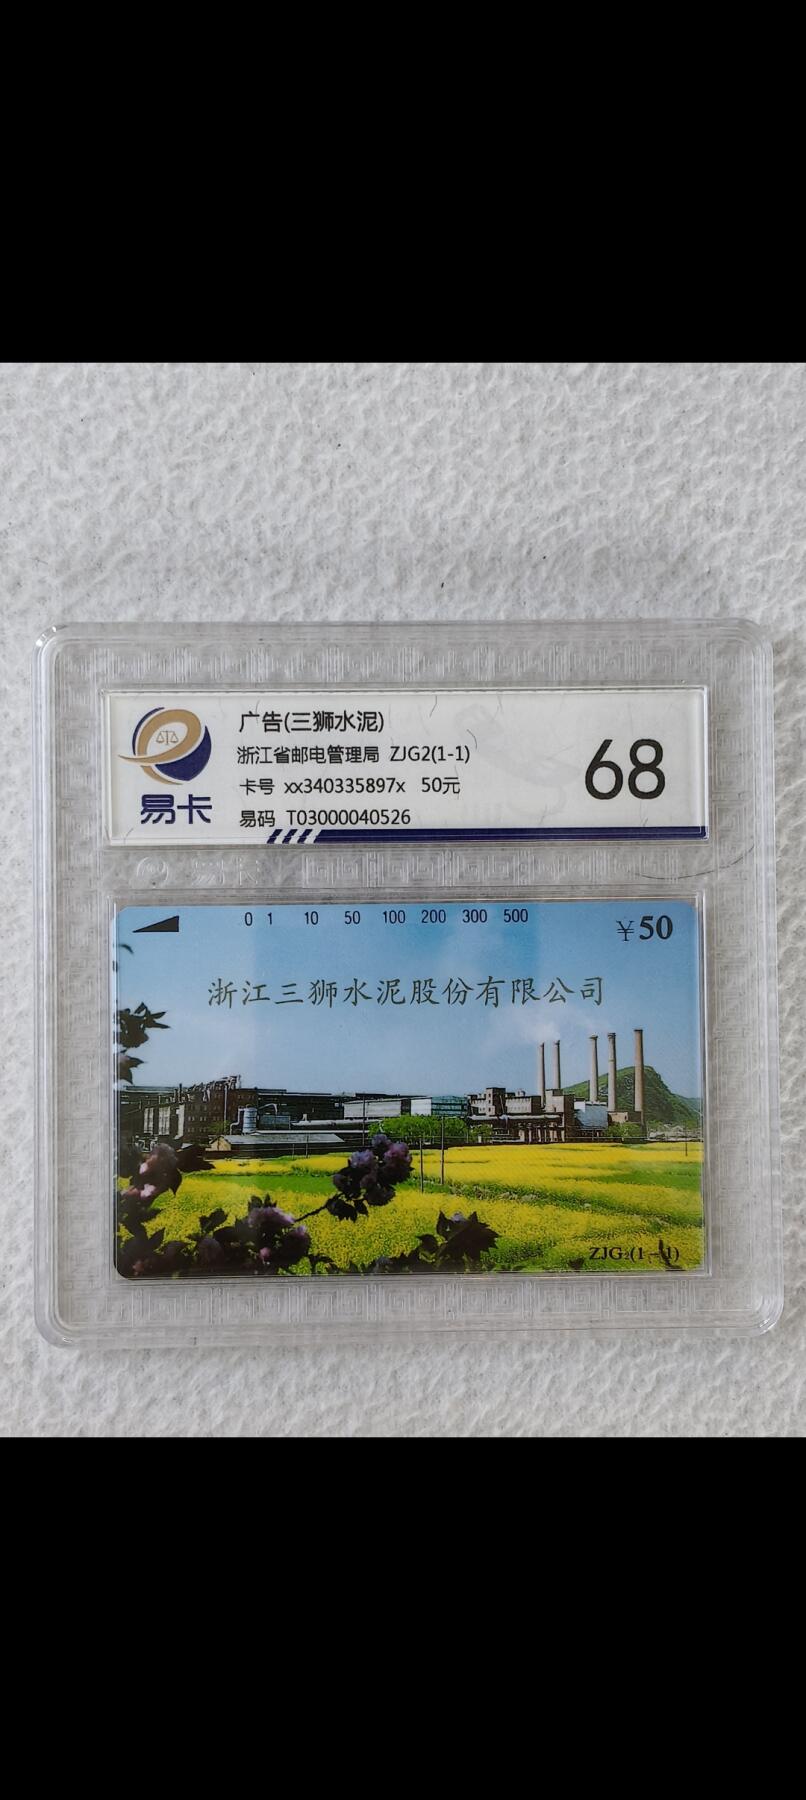 广告(三狮水泥)
浙江省邮电管理局 ZJG2(1-1)
卡号 xx340335897x 50元
易码 T03000040526
易卡
68
易卡
0 1 10 50 100 200 300 500
¥50
浙江三狮水泥股份有限公司
ZJG₂(1-1)